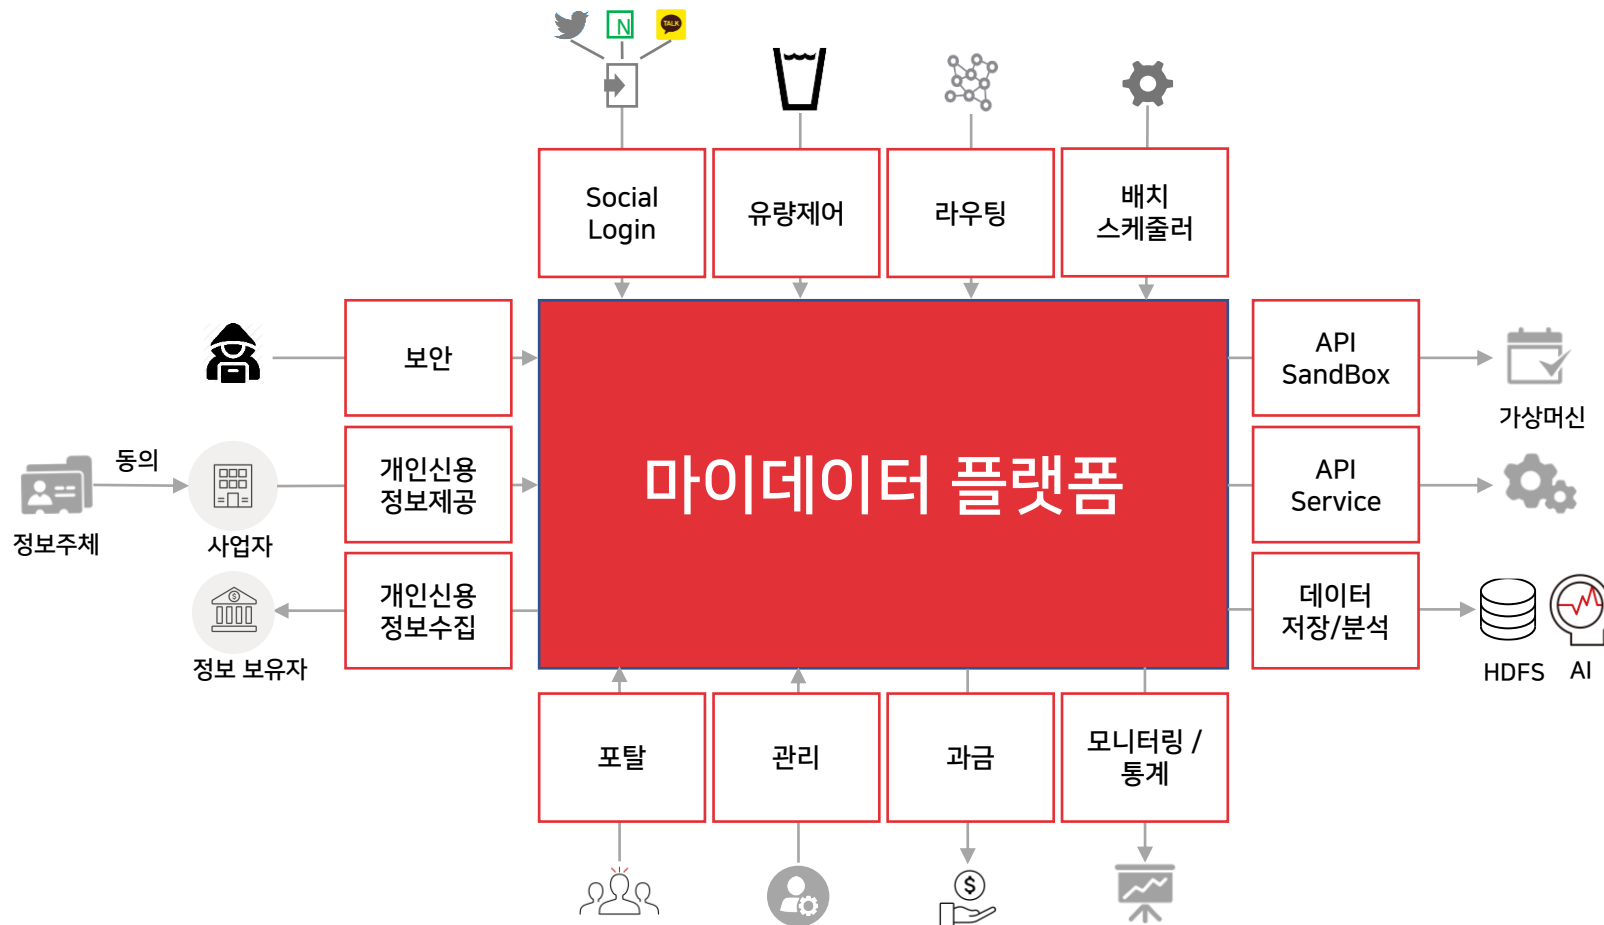 TALK
N
Social
Login
유량제어
라우팅
배치
스케줄러
보안
API
SandBox
가상머신
동의
정보주체
사업자
개인신용
정보제공
마이데이터 플랫폼
API
Service
개인신용
정보수집
정보 보유자
데이터
저장/분석
HDFS
AI
포탈
관리
과금
모니터링 /
통계